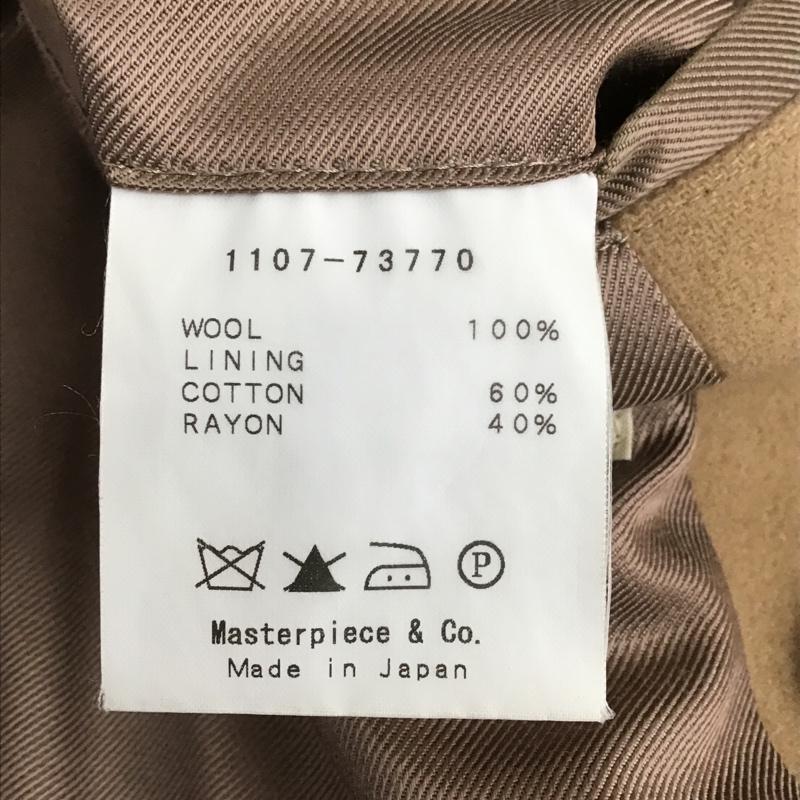 1107-73770
WOOL 100%
LINING
COTTON 60%
RAYON 40%
P
Masterpiece & Co.
Made in Japan